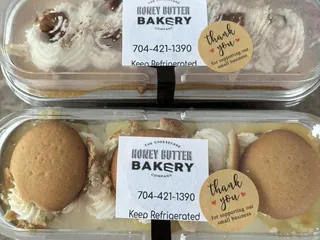 HONEY BUTTER
BAKERY
COMPANY
704-421-1390
Keep Refrigerated
thank
you
for supporting our
small business
THE CHEESECAKE
HONEY BUTTER
BAKERY
COMPANY
704-421-1390
Keep Refrigerated
thank
you
for supporting our
small business